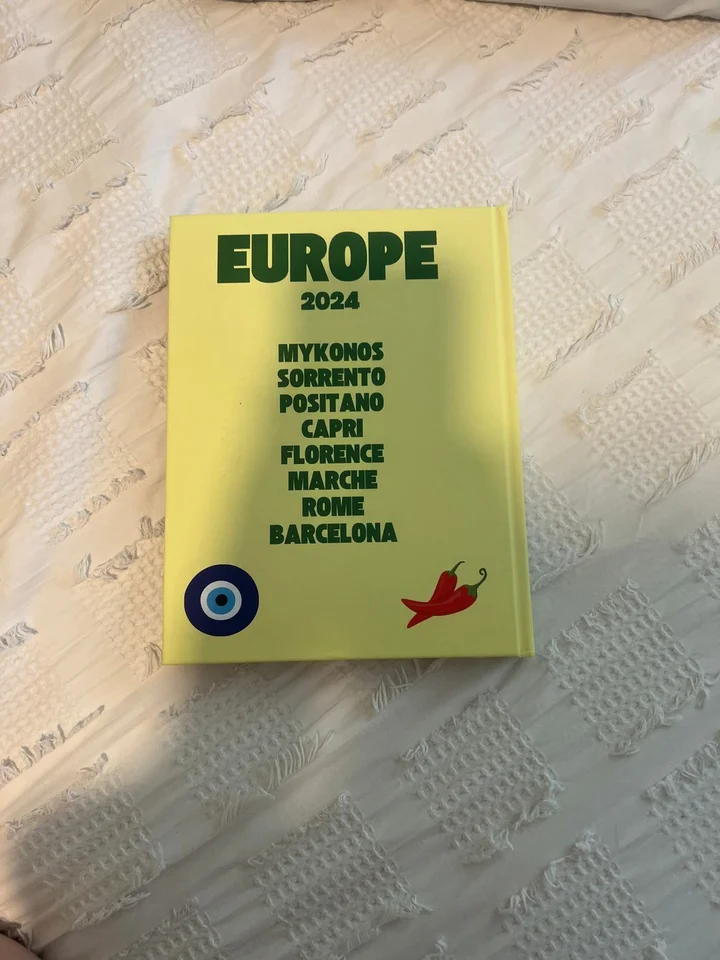 EUROPE
2024
MYKONOS
SORRENTO
POSITANO
CAPRI
FLORENCE
MARCHE
ROME
BARCELONA